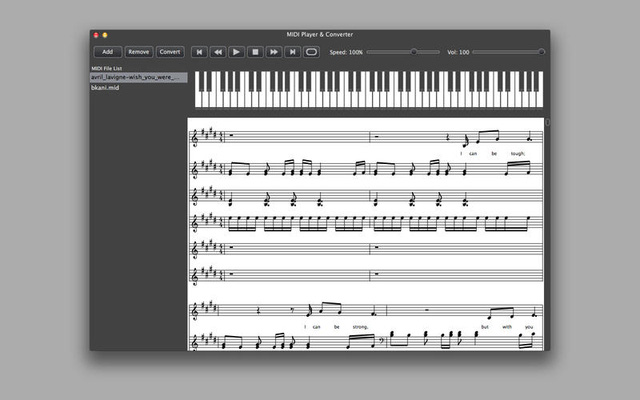 MIDI Player & Converter
Add Remove Convert Speed: 100% Vol: 100
MIDI File List
avril_lavigne-wish_you_were_...
bkani.mid
I can be tough;
I can be strong, but with you